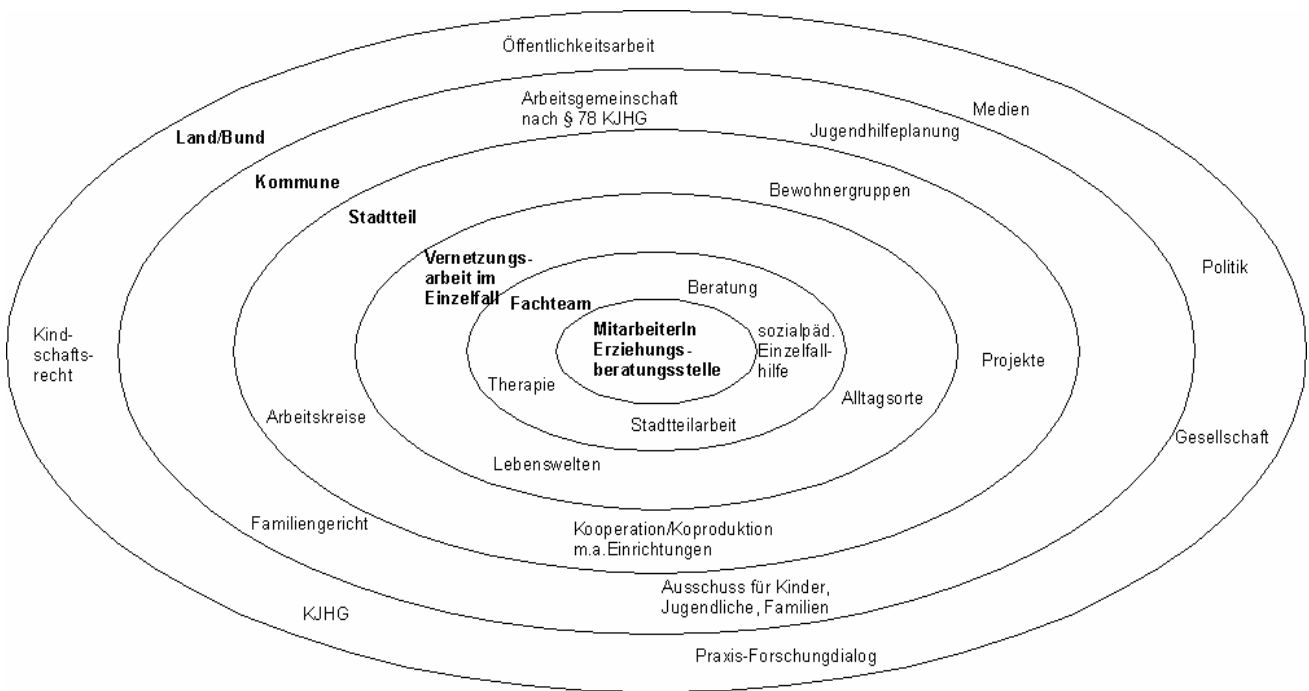 Öffentlichkeitsarbeit
Arbeitsgemeinschaft
nach § 78 KJHG
Medien
Land/Bund
Jugendhilfeplanung
Kommune
Bewohnergruppen
Stadtteil
Vernetzungs-
arbeit im
Einzelfall
Politik
Beratung
Fachteam
MitarbeiterIn
Erziehungs-
beratungsstelle
sozialpäd.
Einzelfall-
hilfe
Kind-
schafts-
recht
Projekte
Therapie
Alltagsorte
Arbeitskreise
Stadtteilarbeit
Gesellschaft
Lebenswelten
Familiengericht
Kooperation/Koproduktion
m.a.Einrichtungen
Ausschuss für Kinder,
Jugendliche, Familien
KJHG
Praxis-Forschungdialog